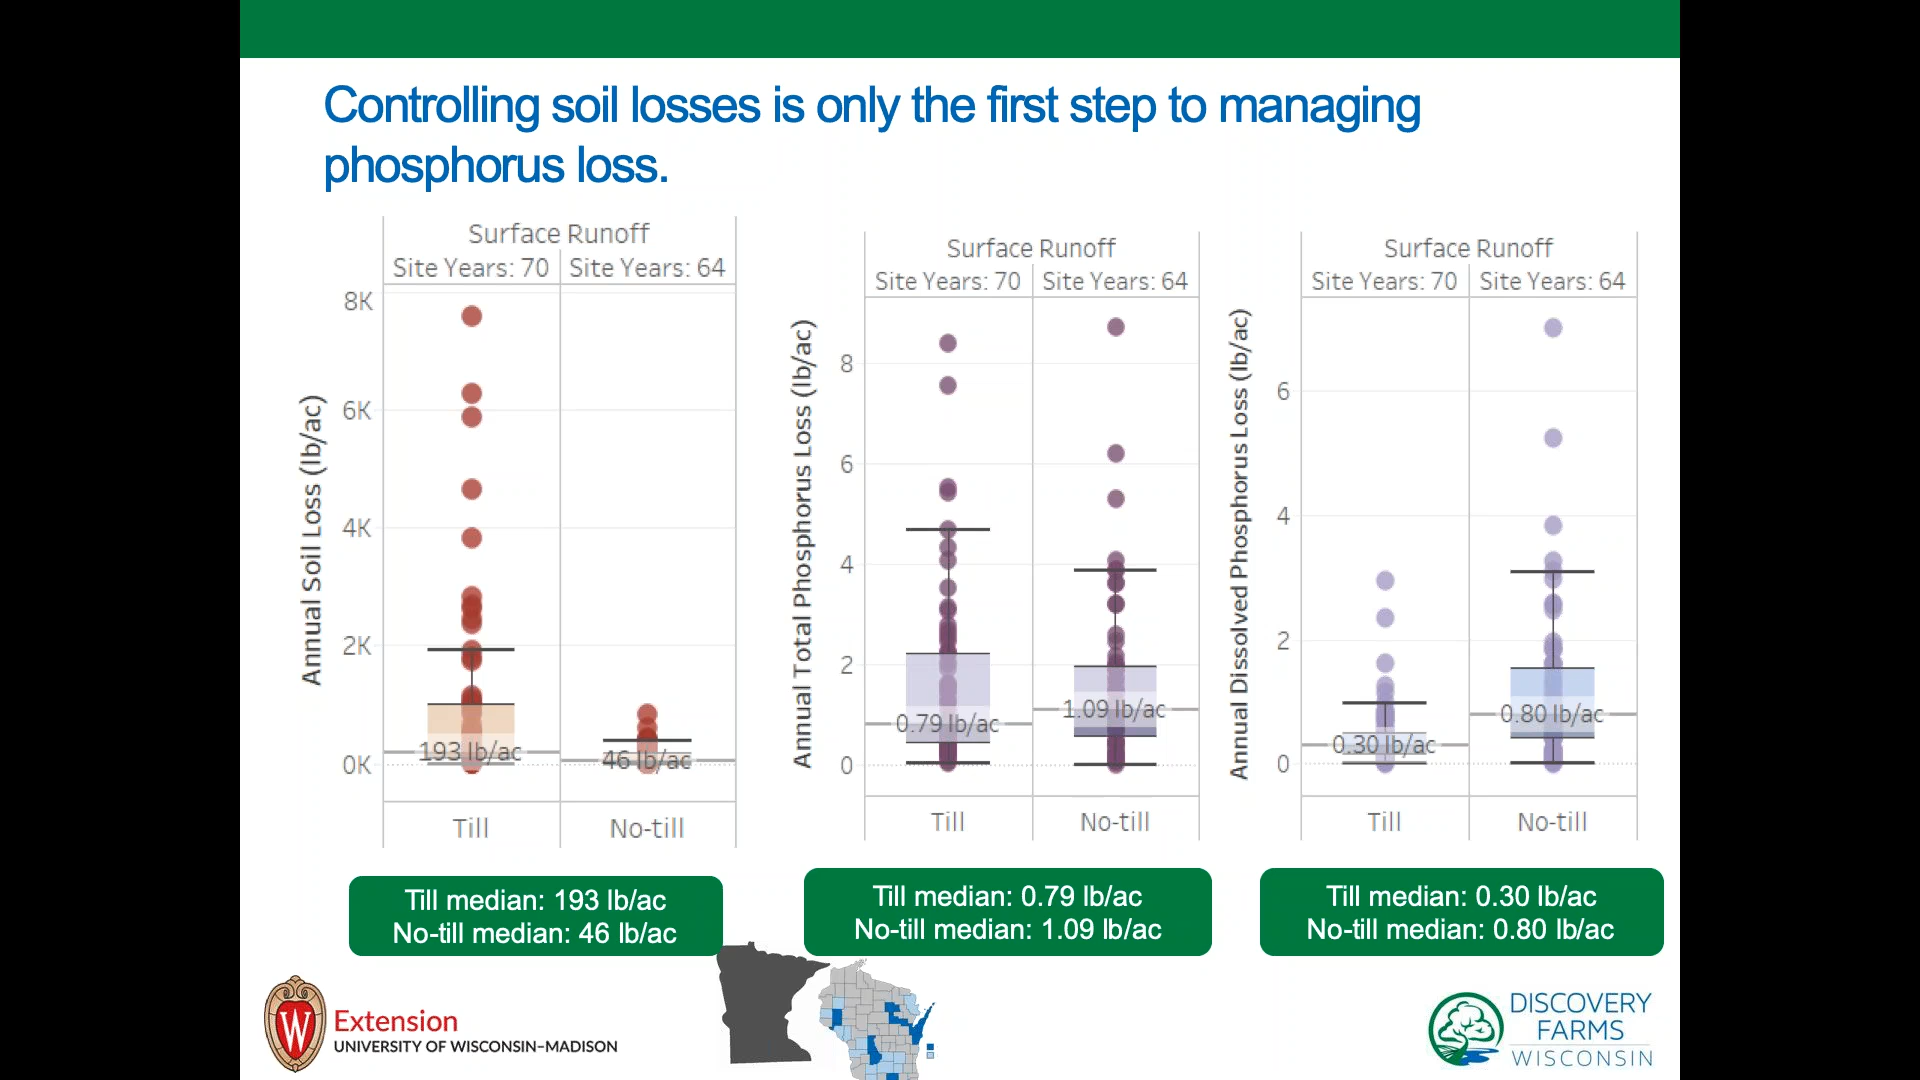 Controlling soil losses is only the first step to managing
phosphorus loss.
Surface Runoff
Site Years: 70
Site Years: 64
Annual Soil Loss (lb/ac)
8K
6K
4K
2K
0K
193 lb/ac
46 lb/ac
Till
No-till
Till median: 193 lb/ac
No-till median: 46 lb/ac
Surface Runoff
Site Years: 70
Site Years: 64
Annual Total Phosphorus Loss (lb/ac)
8
6
4
2
0
0.79 lb/ac
1.09 lb/ac
Till
No-till
Till median: 0.79 lb/ac
No-till median: 1.09 lb/ac
Surface Runoff
Site Years: 70
Site Years: 64
Annual Dissolved Phosphorus Loss (lb/ac)
6
4
2
0
0.30 lb/ac
0.80 lb/ac
Till
No-till
Till median: 0.30 lb/ac
No-till median: 0.80 lb/ac
W
Extension
UNIVERSITY OF WISCONSIN–MADISON
DISCOVERY
FARMS
WISCONSIN